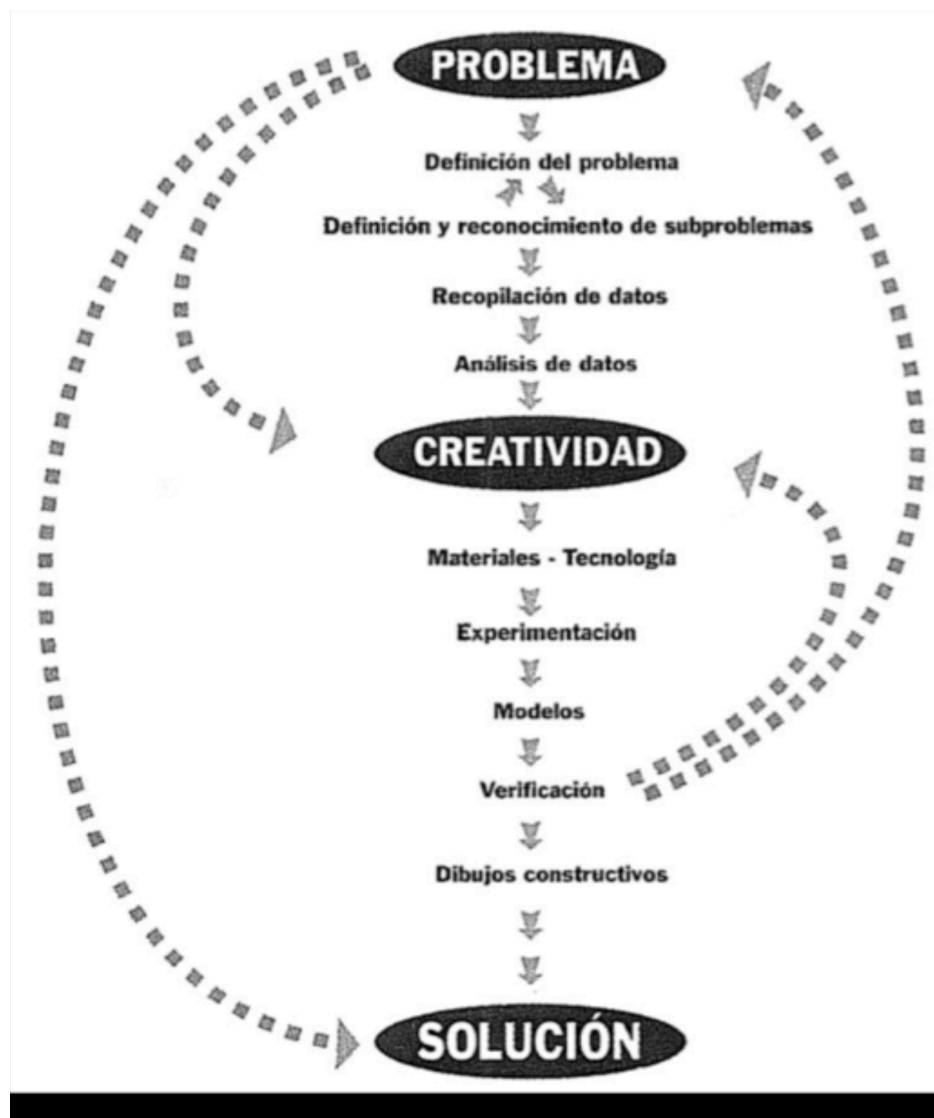 PROBLEMA
Definición del problema
Definición y reconocimiento de subproblemas
Recopilación de datos
Análisis de datos
CREATIVIDAD
Materiales - Tecnología
Experimentación
Modelos
Verificación
Dibujos constructivos
SOLUCIÓN